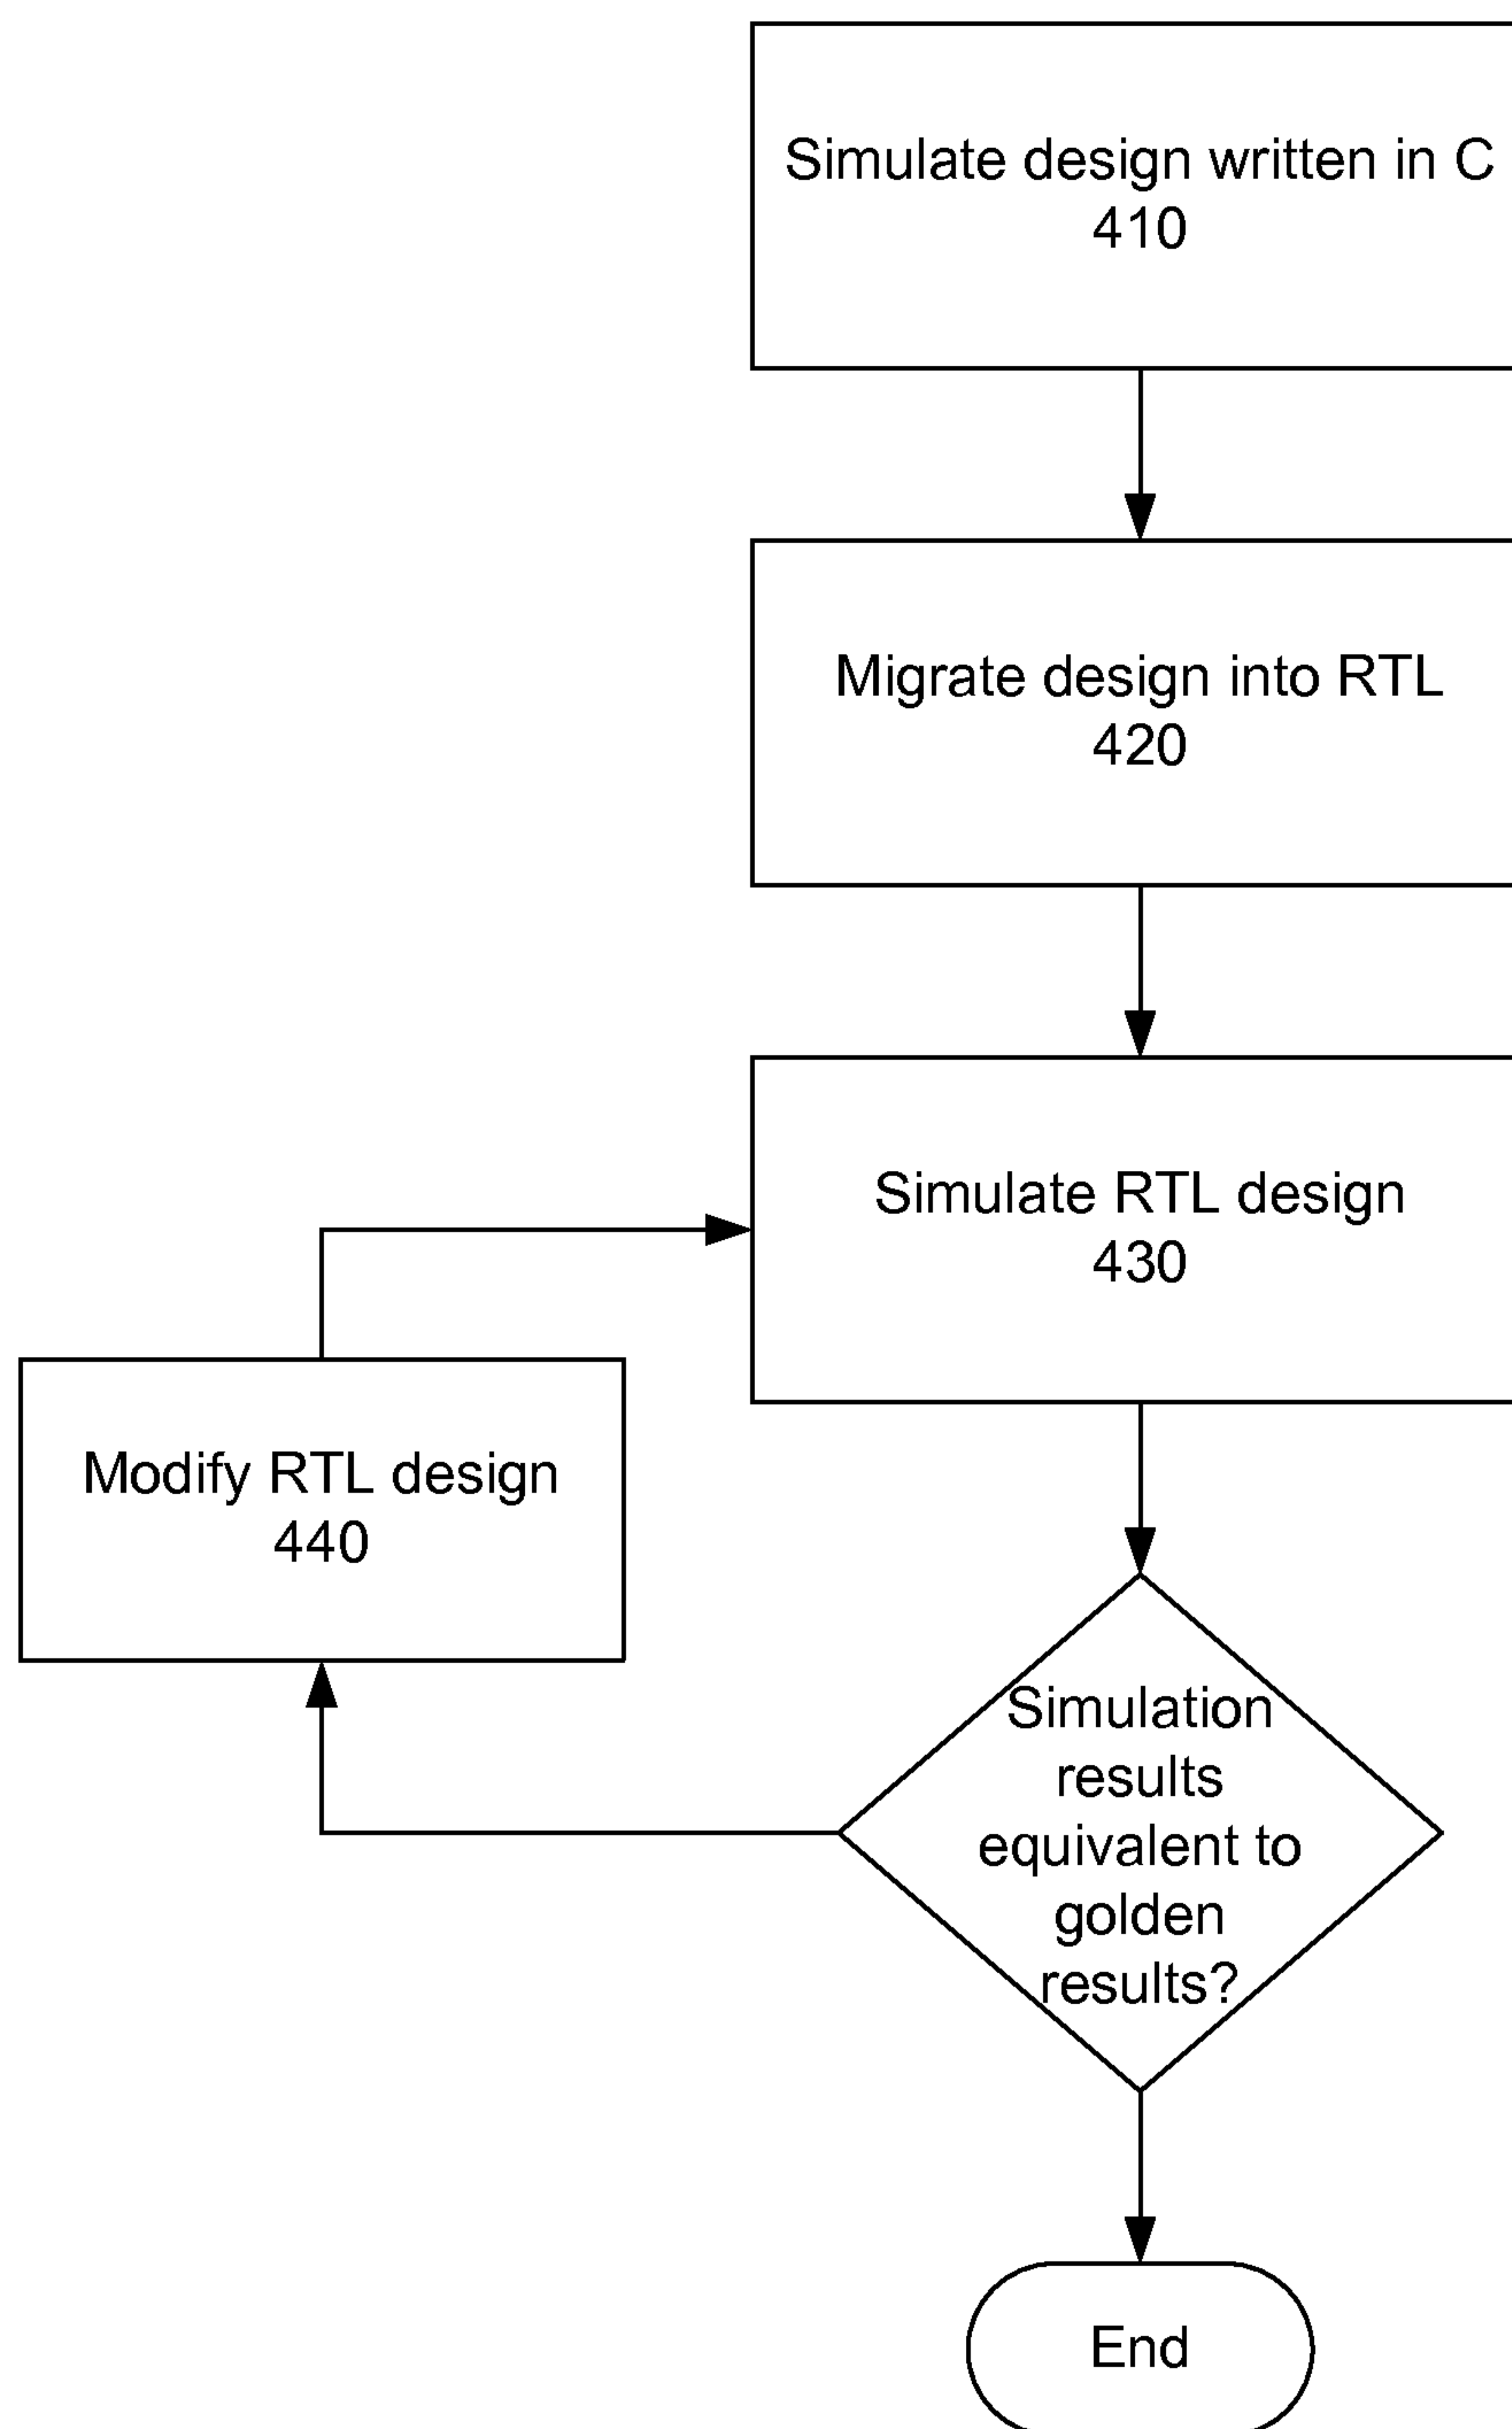 Simulate design written in C
410
Migrate design into RTL
420
Simulate RTL design
430
Modify RTL design
440
Simulation
results
equivalent to
golden
results?
End